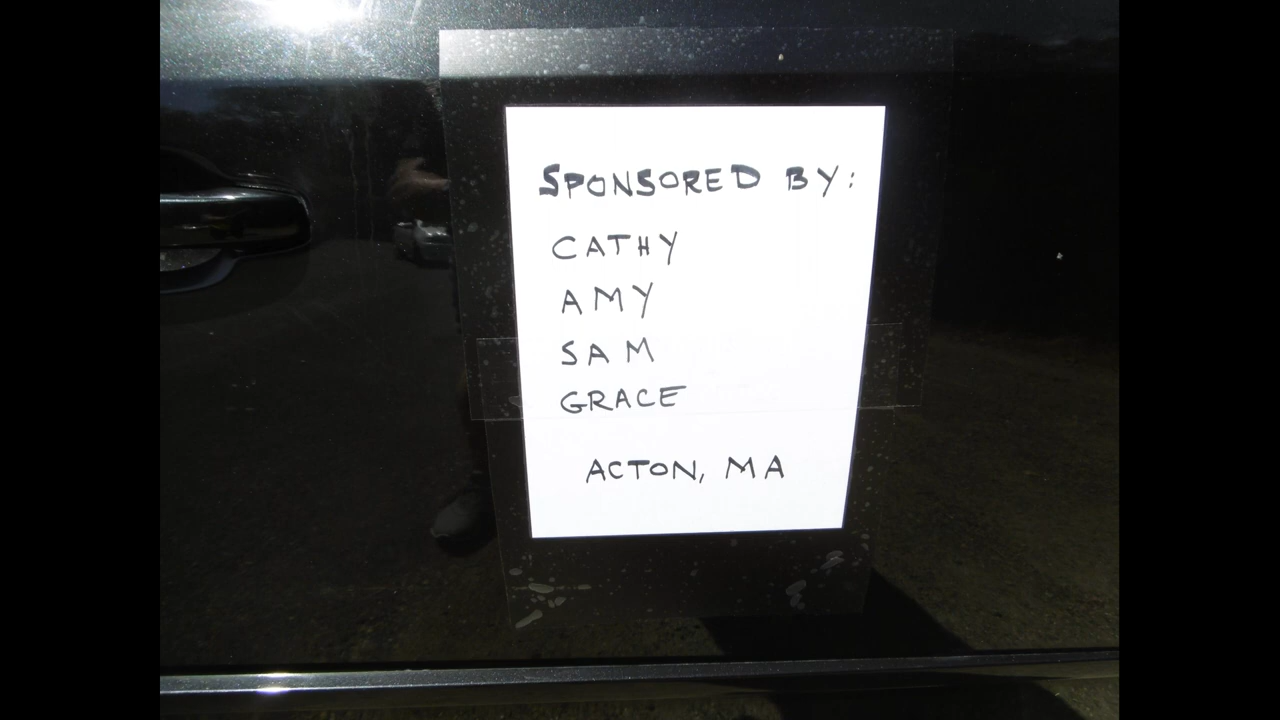 SPONSORED BY:
CATHY
AMY
SAM
GRACE
ACTON, MA